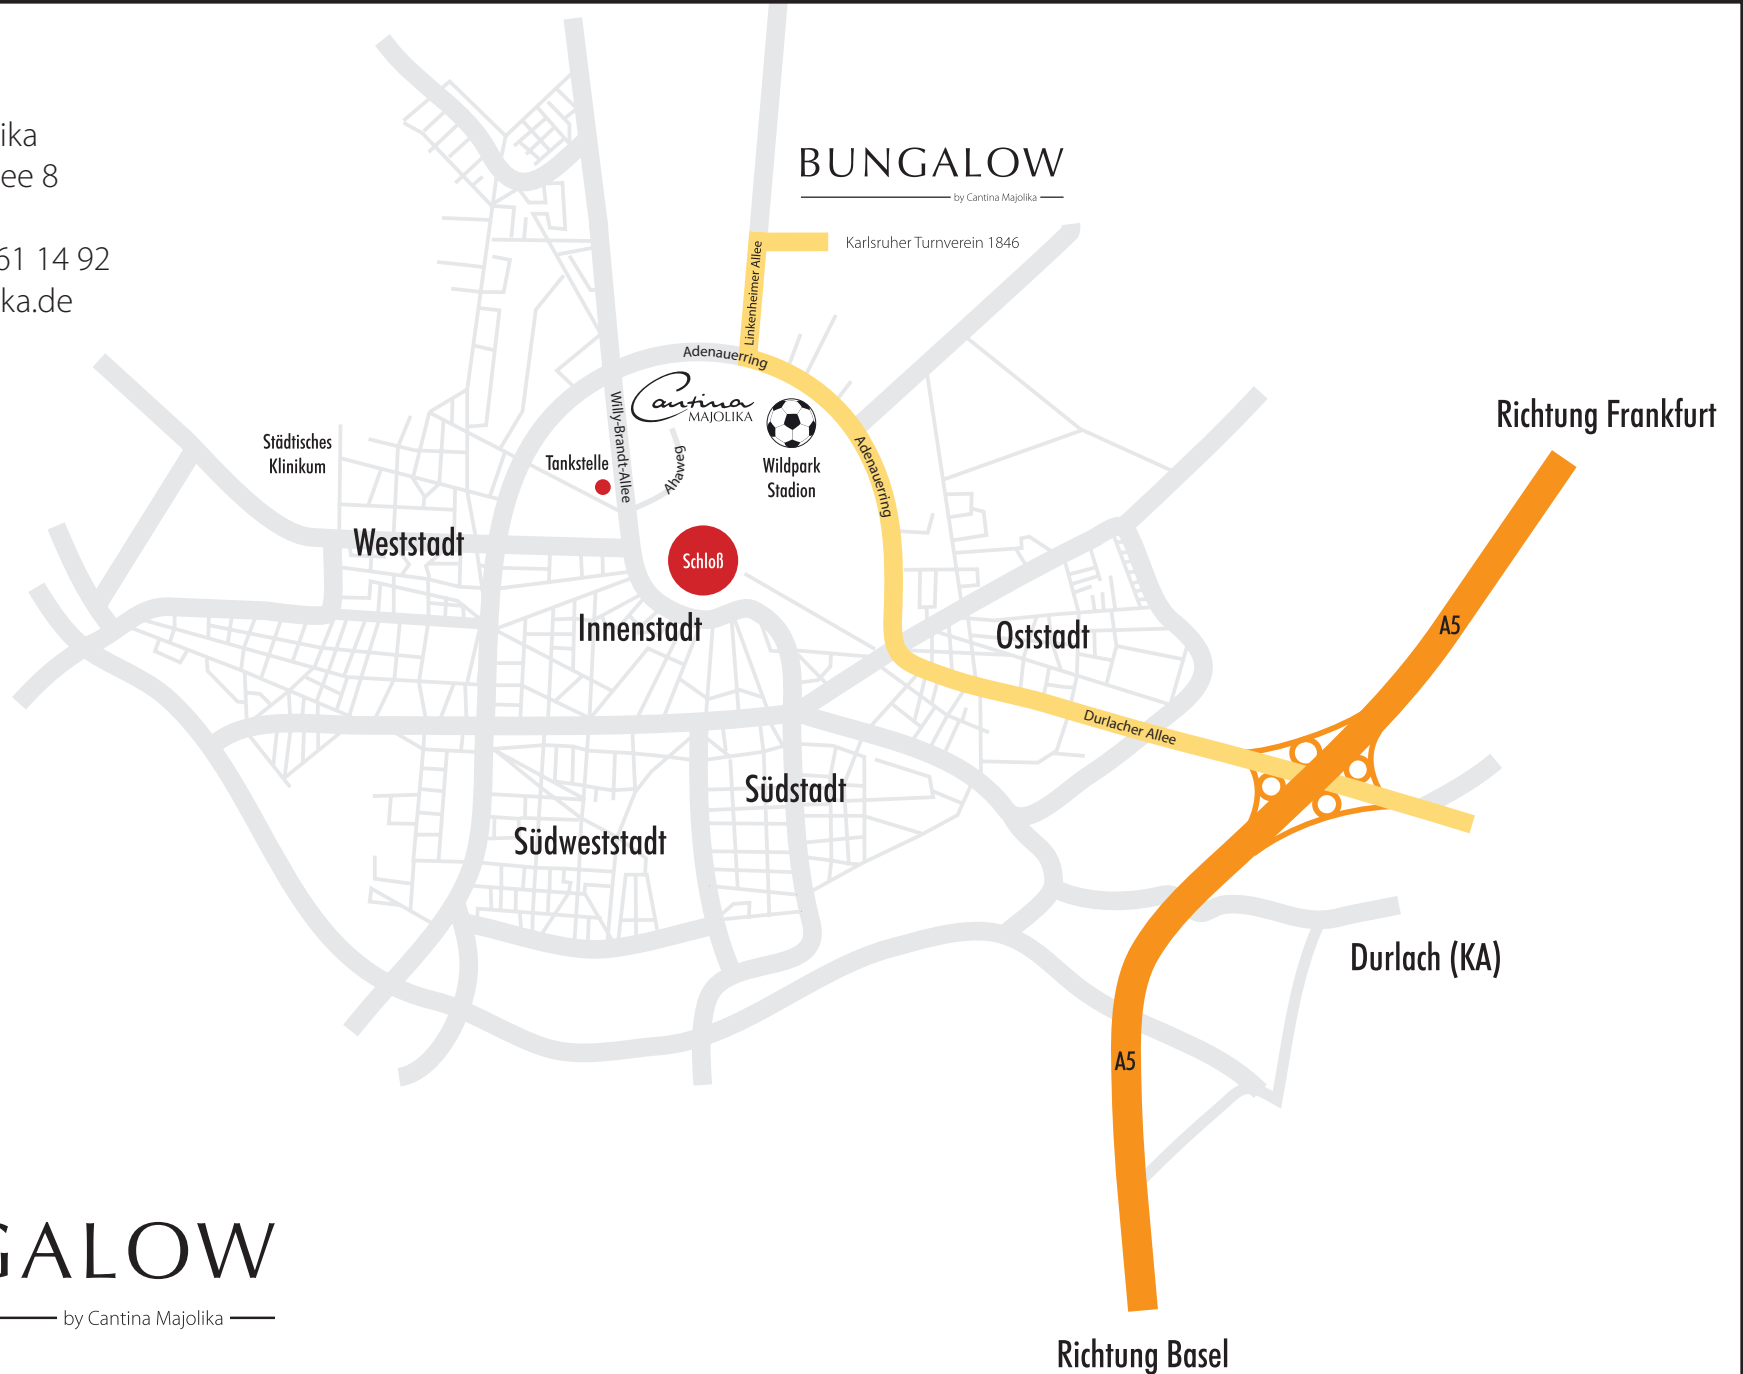 ika
ee 8
61 14 92
ka.de
BUNGALOW
by Cantina Majolika
Karlsruher Turnverein 1846
Linkenheimer Allee
Adenauerring
Cantina
MAJOLIKA
Willy-Brandt-Allee
Ahaweg
Tankstelle
Wildpark
Stadion
Adenauerring
Städtisches
Klinikum
Richtung Frankfurt
Weststadt
Schloß
Innenstadt
Oststadt
A5
Durlacher Allee
Südstadt
Südweststadt
Durlach (KA)
A5
GALOW
by Cantina Majolika
Richtung Basel